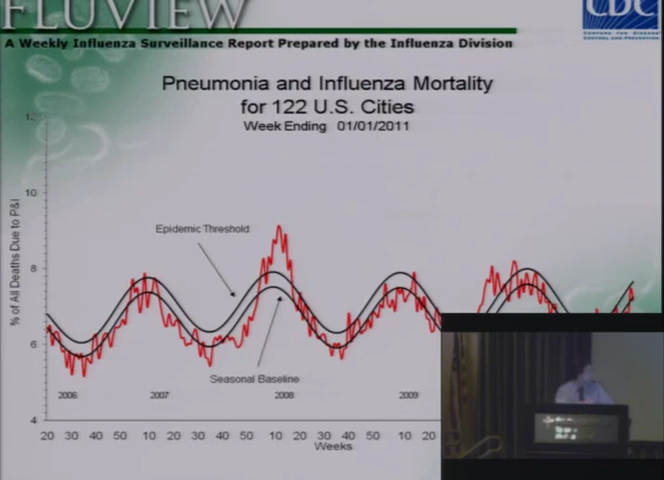 FLUVIEW
CDC
A Weekly Influenza Surveillance Report Prepared by the Influenza Division
Pneumonia and Influenza Mortality
for 122 U.S. Cities
Week Ending 01/01/2011
% of All Deaths Due to P&I
12
10
8
6
4
Epidemic Threshold
Seasonal Baseline
2006 2007 2008 2009
20 30 40 50 10 20 30 40 50 10 20 30 40 50 10 20
Weeks